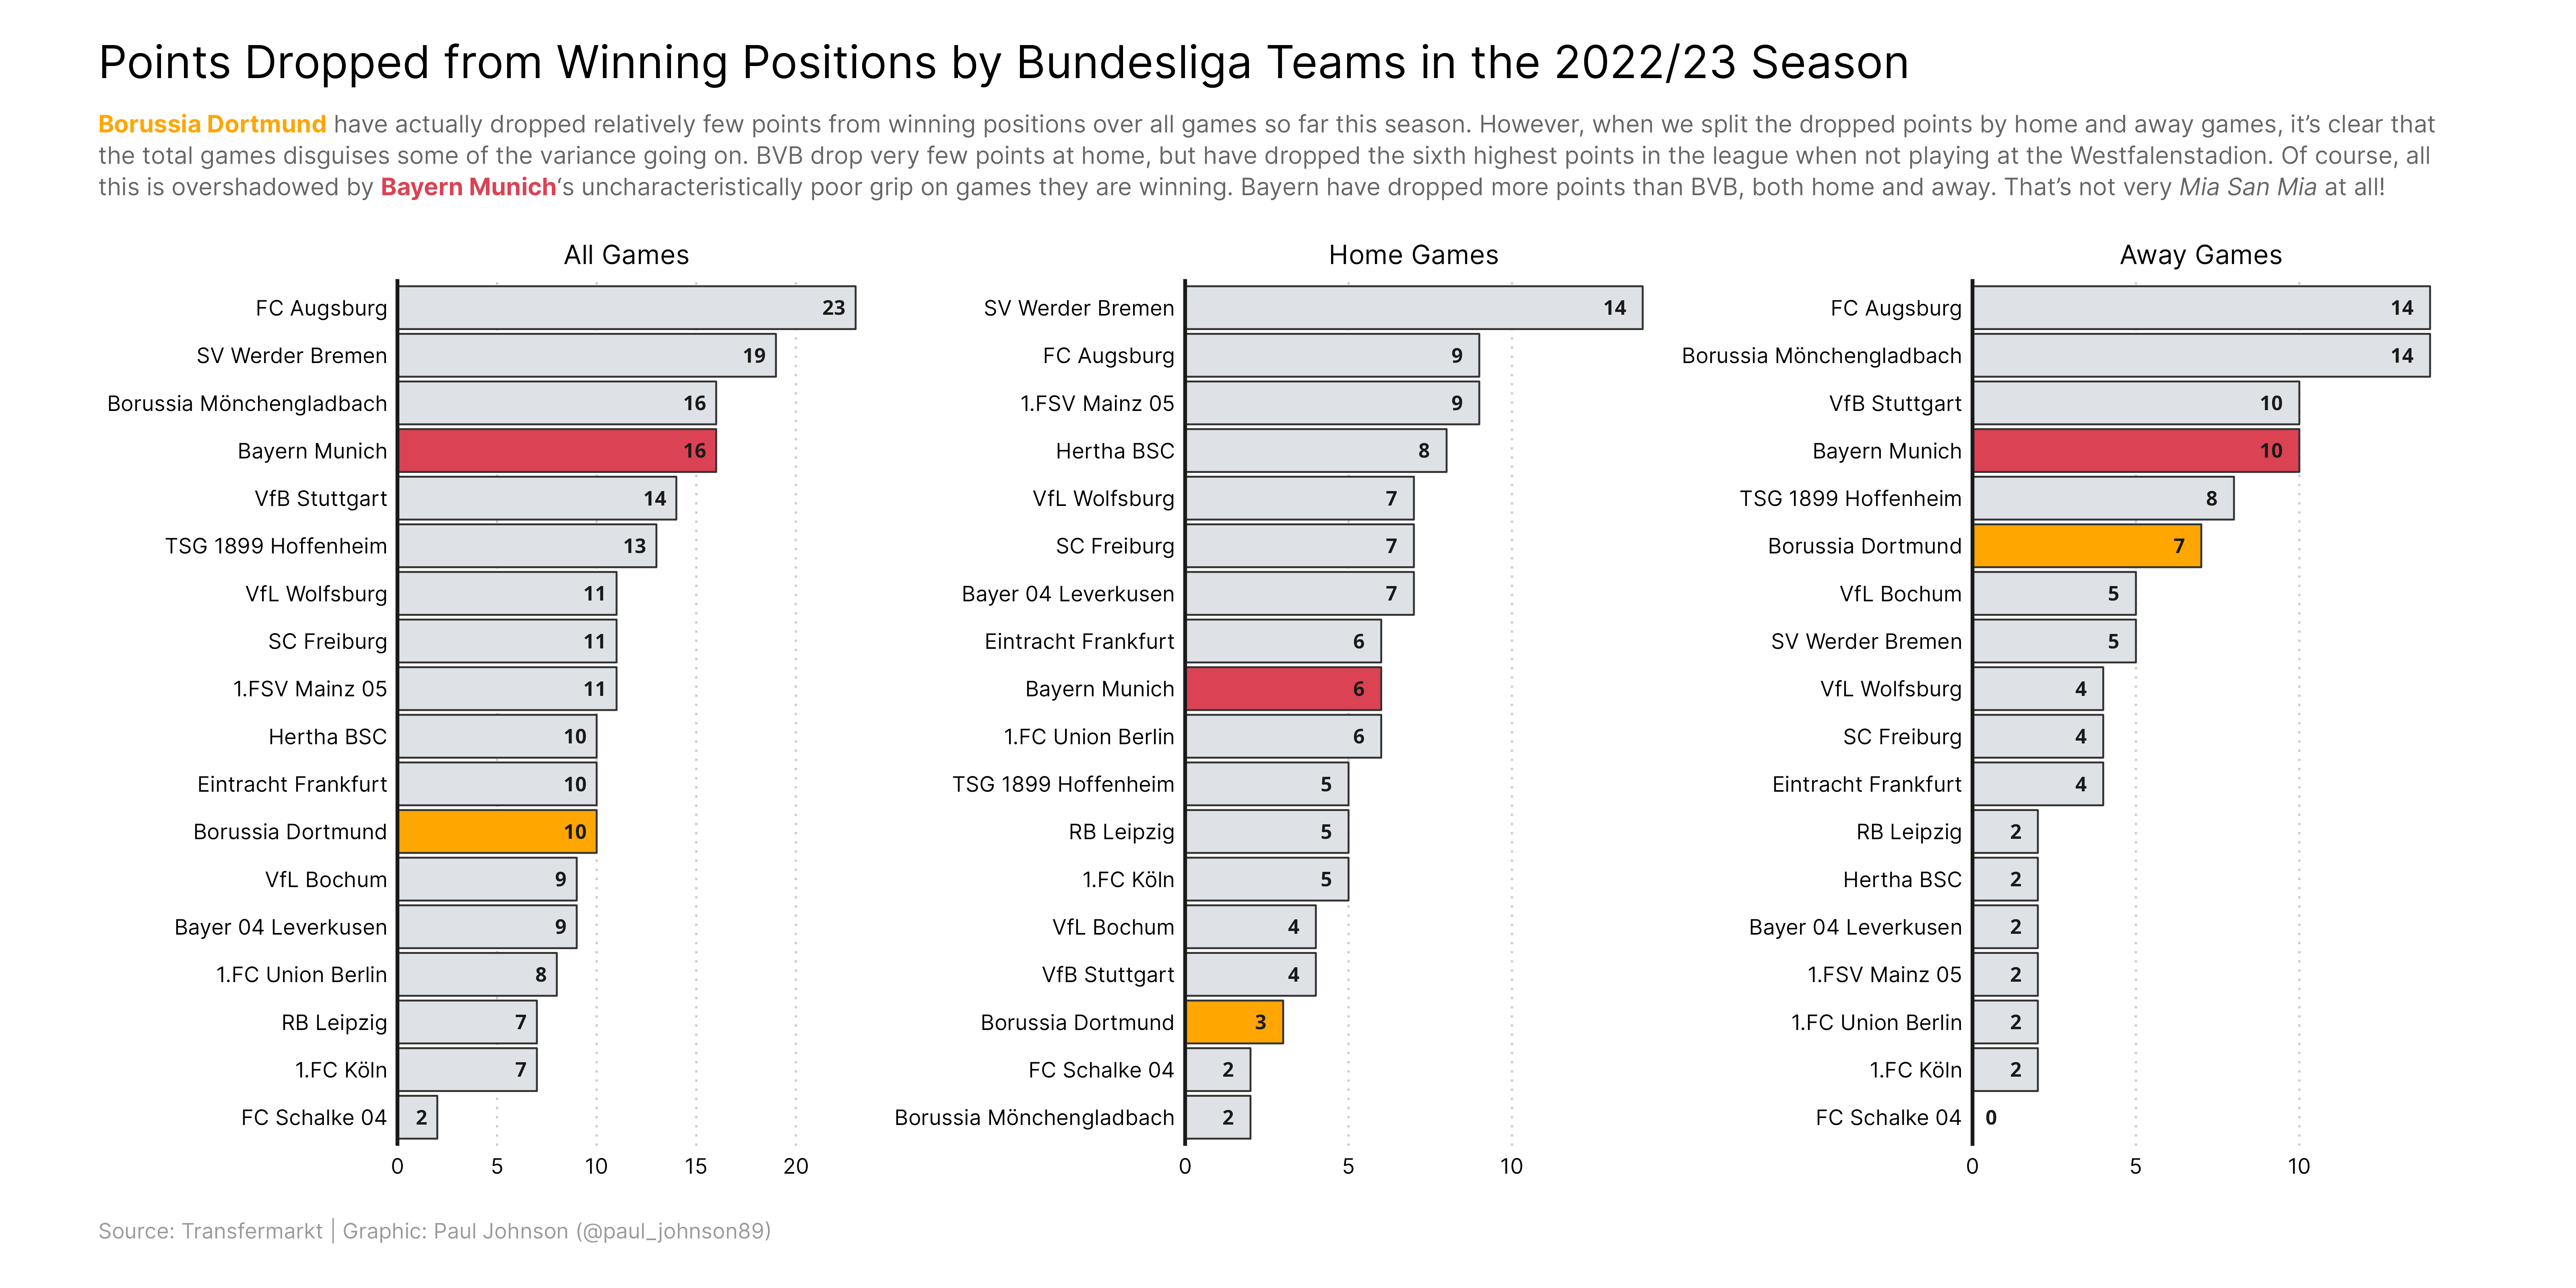 Points Dropped from Winning Positions by Bundesliga Teams in the 2022/23 Season
Borussia Dortmund have actually dropped relatively few points from winning positions over all games so far this season. However, when we split the dropped points by home and away games, it’s clear that
the total games disguises some of the variance going on. BVB drop very few points at home, but have dropped the sixth highest points in the league when not playing at the Westfalenstadion. Of course, all
this is overshadowed by Bayern Munich‘s uncharacteristically poor grip on games they are winning. Bayern have dropped more points than BVB, both home and away. That’s not very Mia San Mia at all!
All Games
FC Augsburg 23
SV Werder Bremen 19
Borussia Mönchengladbach 16
Bayern Munich 16
VfB Stuttgart 14
TSG 1899 Hoffenheim 13
VfL Wolfsburg 11
SC Freiburg 11
1.FSV Mainz 05 11
Hertha BSC 10
Eintracht Frankfurt 10
Borussia Dortmund 10
VfL Bochum 9
Bayer 04 Leverkusen 9
1.FC Union Berlin 8
RB Leipzig 7
1.FC Köln 7
FC Schalke 04 2
0 5 10 15 20
Home Games
SV Werder Bremen 14
FC Augsburg 9
1.FSV Mainz 05 9
Hertha BSC 8
VfL Wolfsburg 7
SC Freiburg 7
Bayer 04 Leverkusen 7
Eintracht Frankfurt 6
Bayern Munich 6
1.FC Union Berlin 6
TSG 1899 Hoffenheim 5
RB Leipzig 5
1.FC Köln 5
VfL Bochum 4
VfB Stuttgart 4
Borussia Dortmund 3
FC Schalke 04 2
Borussia Mönchengladbach 2
0 5 10
Away Games
FC Augsburg 14
Borussia Mönchengladbach 14
VfB Stuttgart 10
Bayern Munich 10
TSG 1899 Hoffenheim 8
Borussia Dortmund 7
VfL Bochum 5
SV Werder Bremen 5
VfL Wolfsburg 4
SC Freiburg 4
Eintracht Frankfurt 4
RB Leipzig 2
Hertha BSC 2
Bayer 04 Leverkusen 2
1.FSV Mainz 05 2
1.FC Union Berlin 2
1.FC Köln 2
FC Schalke 04 0
0 5 10
Source: Transfermarkt | Graphic: Paul Johnson (@paul_johnson89)